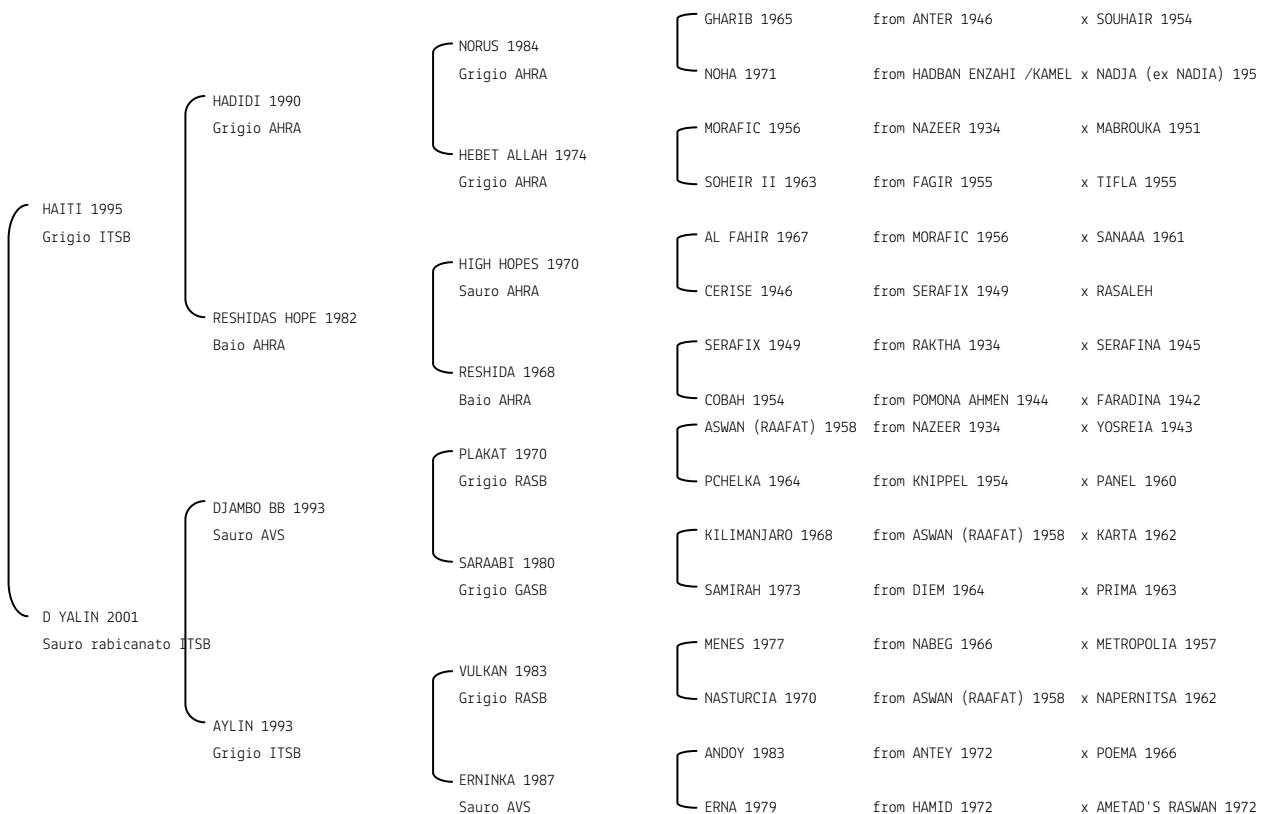 GHARIB 1965 from ANTER 1946 x SOUHAIR 1954
NORUS 1984
Grigio AHRA NOHA 1971 from HADBAN ENZAHI /KAMEL x NADJA (ex NADIA) 195
HADIDI 1990
Grigio AHRA MORAFIC 1956 from NAZEER 1934 x MABROUKA 1951
HEBET ALLAH 1974
Grigio AHRA SOHEIR II 1963 from FAGIR 1955 x TIFLA 1955
HAITI 1995
Grigio ITSB AL FAHIR 1967 from MORAFIC 1956 x SANAAA 1961
HIGH HOPES 1970
Sauro AHRA CERISE 1946 from SERAFIX 1949 x RASALEH
RESHIDAS HOPE 1982
Baio AHRA SERAFIX 1949 from RAKTHA 1934 x SERAFINA 1945
RESHIDA 1968
Baio AHRA COBAH 1954 from POMONA AHMEN 1944 x FARADINA 1942
ASWAN (RAAFAT) 1958 from NAZEER 1934 x YOSREIA 1943
PLAKAT 1970
Grigio RASB PCHELKA 1964 from KNIPPEL 1954 x PANEL 1960
DJAMBO BB 1993
Sauro AVS KILIMANJARO 1968 from ASWAN (RAAFAT) 1958 x KARTA 1962
SARAABI 1980
Grigio GASB SAMIRAH 1973 from DIEM 1964 x PRIMA 1963
D YALIN 2001
Sauro rabicanato ITSB MENES 1977 from NABEG 1966 x METROPOLIA 1957
VULKAN 1983
Grigio RASB NASTURCIA 1970 from ASWAN (RAAFAT) 1958 x NAPERNITSA 1962
AYLIN 1993
Grigio ITSB ANDOY 1983 from ANTEY 1972 x POEMA 1966
ERNINKA 1987
Sauro AVS ERNA 1979 from HAMID 1972 x AMETAD'S RASWAN 1972